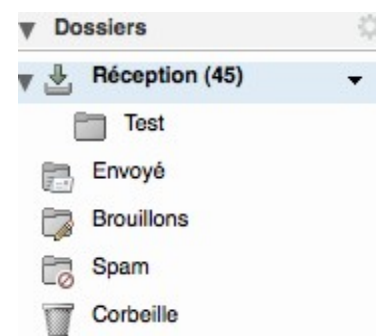 Dossiers
Réception (45)
Test
Envoyé
Brouillons
Spam
Corbeille